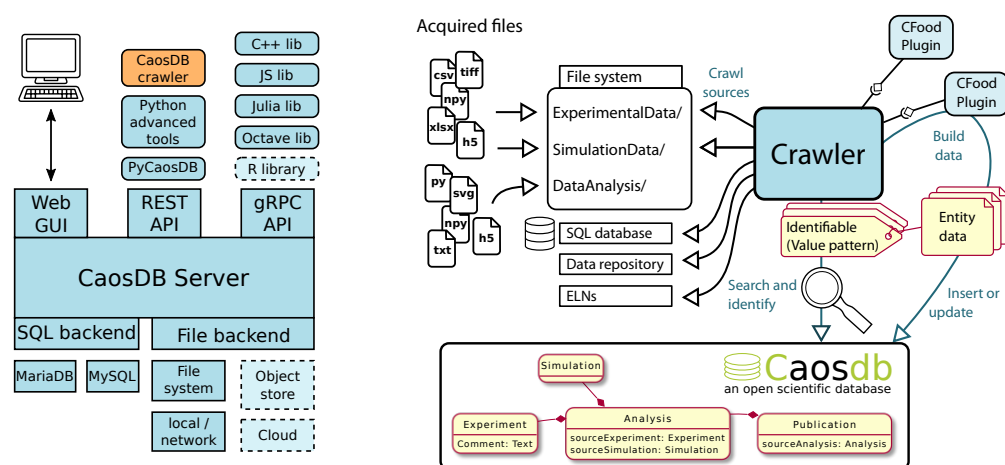 CaosDB
crawler
Python
advanced
tools
PyCaosDB
C++ lib
JS lib
Julia lib
Octave lib
R library
Web
GUI
REST
API
gRPC
API
CaosDB Server
SQL backend
File backend
MariaDB
MySQL
File
system
Object
store
local /
network
Cloud
Acquired files
csv
tiff
npy
xlsx
h5
py
svg
npy
h5
txt
File system
ExperimentalData/
SimulationData/
DataAnalysis/
SQL database
Data repository
ELNs
Crawl
sources
Crawler
CFood
Plugin
CFood
Plugin
Build
data
Identifiable
(Value pattern)
Entity
data
Search and
identify
Insert or
update
Caosdb
an open scientific database
Simulation
Experiment
Comment: Text
Analysis
sourceExperiment: Experiment
sourceSimulation: Simulation
Publication
sourceAnalysis: Analysis